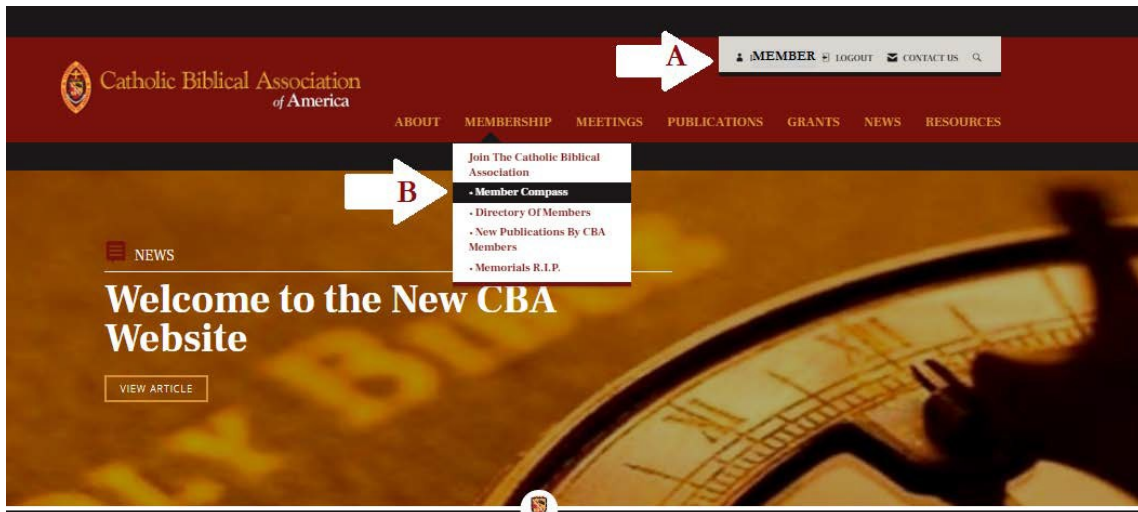 A
MEMBER LOGOUT CONTACT US
Catholic Biblical Association
of America
ABOUT MEMBERSHIP MEETINGS PUBLICATIONS GRANTS NEWS RESOURCES
Join The Catholic Biblical
Association
B
• Member Compass
• Directory Of Members
• New Publications By CBA
Members
• Memorials R.I.P.
NEWS
Welcome to the New CBA
Website
VIEW ARTICLE
XII
XI